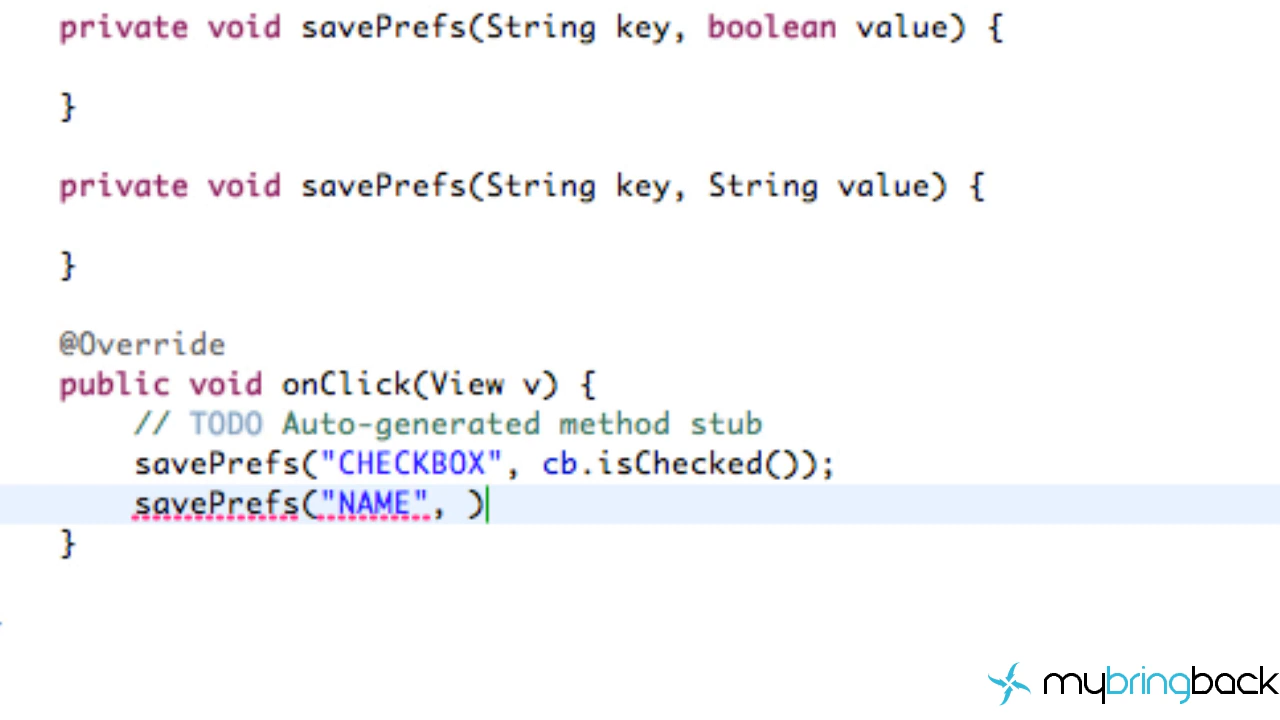 private void savePrefs(String key, boolean value) {
}
private void savePrefs(String key, String value) {
}
@Override
public void onClick(View v) {
// TODO Auto-generated method stub
savePrefs("CHECKBOX", cb.isChecked());
savePrefs("NAME", )
}
mybringback